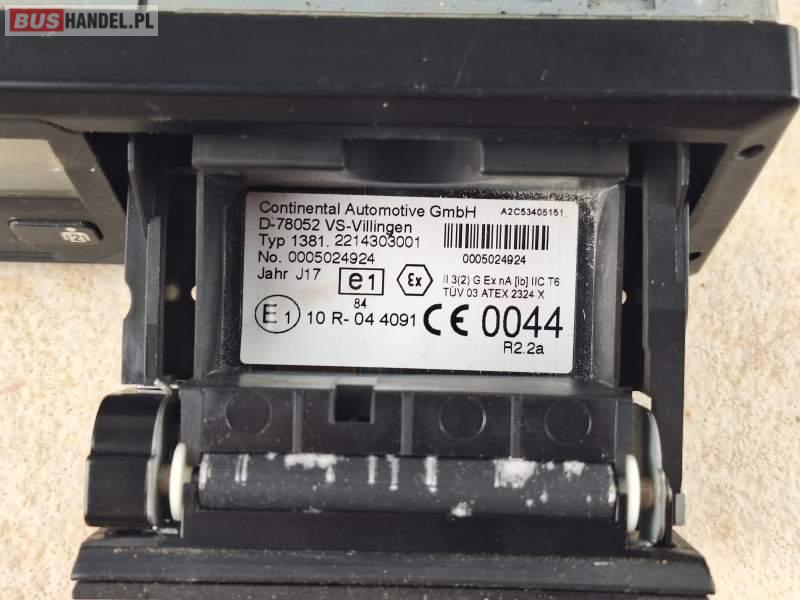 BUSHANDEL.PL
2
Continental Automotive GmbH
A2C53405151
D-78052 VS-Villingen
Typ 1381. 2214303001
No. 0005024924
0005024924
Jahr J17
e1
84
Ex
II 3(2) G Ex nA [ib] IIC T6
TÜV 03 ATEX 2324 X
E1 10 R- 04 4091 CE 0044
R2.2a